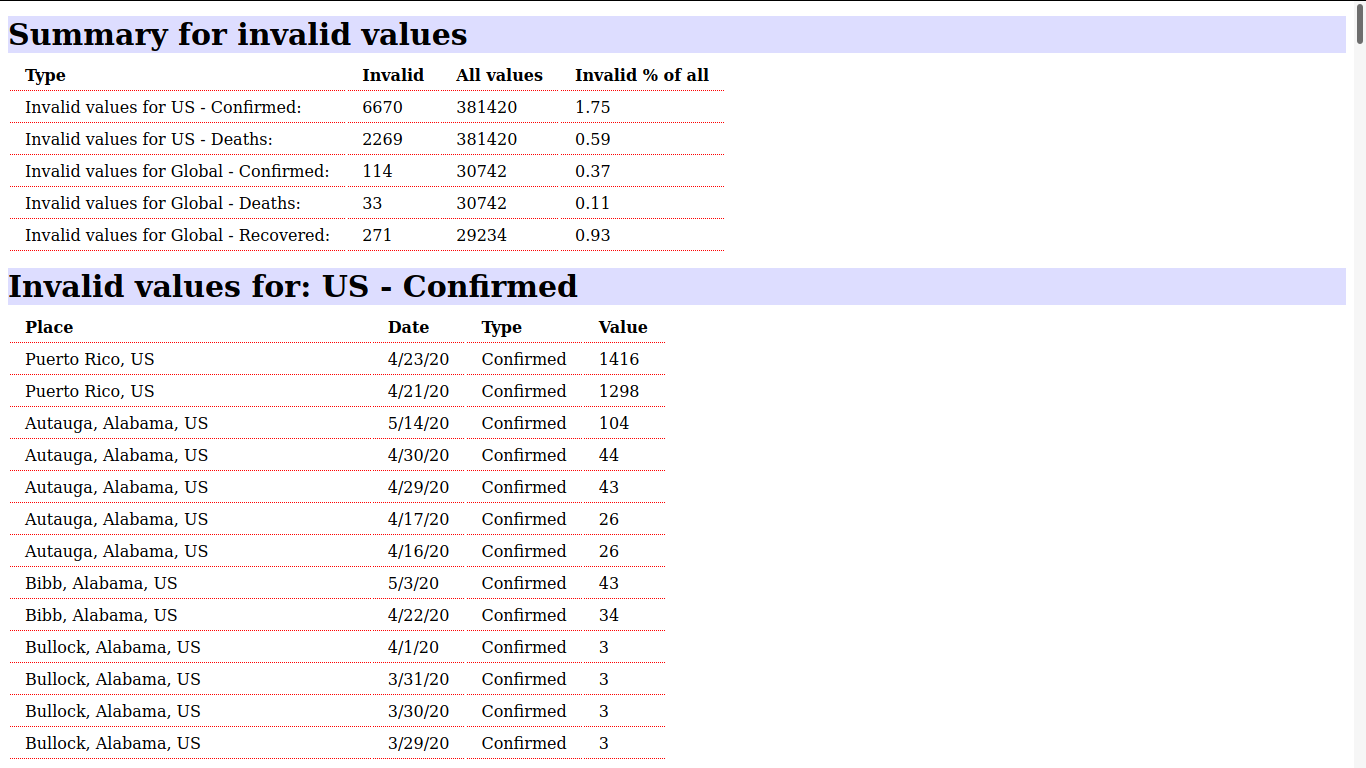 Summary for invalid values
Type Invalid All values Invalid % of all
Invalid values for US - Confirmed: 6670 381420 1.75
Invalid values for US - Deaths: 2269 381420 0.59
Invalid values for Global - Confirmed: 114 30742 0.37
Invalid values for Global - Deaths: 33 30742 0.11
Invalid values for Global - Recovered: 271 29234 0.93
Invalid values for: US - Confirmed
Place Date Type Value
Puerto Rico, US 4/23/20 Confirmed 1416
Puerto Rico, US 4/21/20 Confirmed 1298
Autauga, Alabama, US 5/14/20 Confirmed 104
Autauga, Alabama, US 4/30/20 Confirmed 44
Autauga, Alabama, US 4/29/20 Confirmed 43
Autauga, Alabama, US 4/17/20 Confirmed 26
Autauga, Alabama, US 4/16/20 Confirmed 26
Bibb, Alabama, US 5/3/20 Confirmed 43
Bibb, Alabama, US 4/22/20 Confirmed 34
Bullock, Alabama, US 4/1/20 Confirmed 3
Bullock, Alabama, US 3/31/20 Confirmed 3
Bullock, Alabama, US 3/30/20 Confirmed 3
Bullock, Alabama, US 3/29/20 Confirmed 3